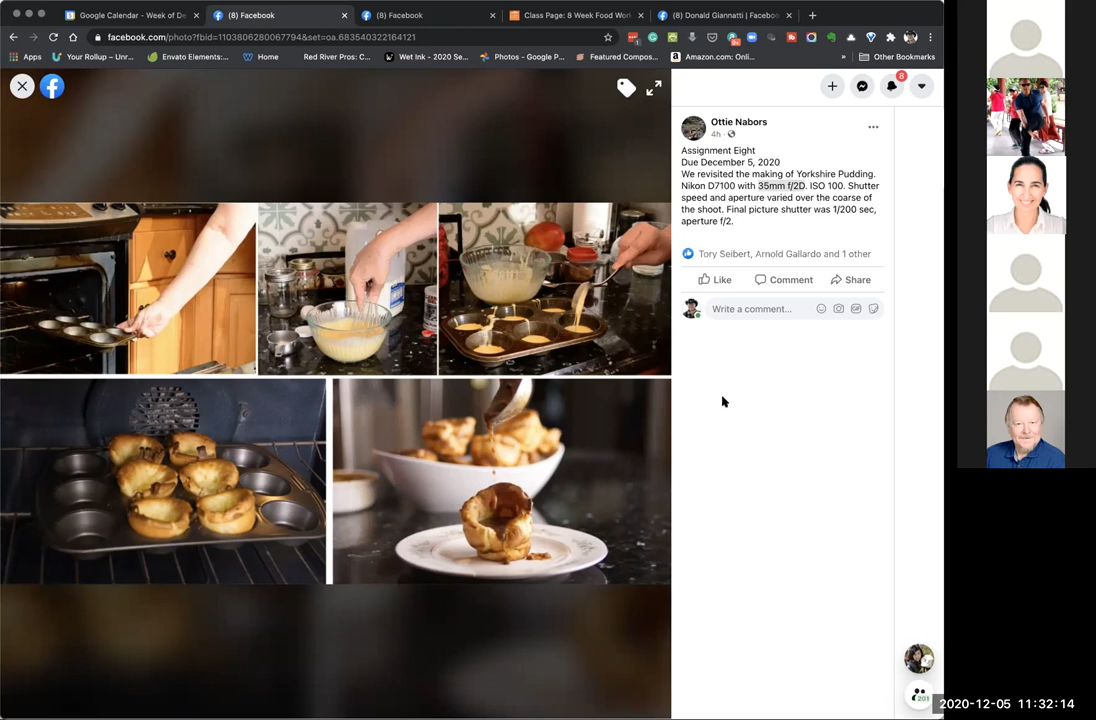 Google Calendar - Week of De
(8) Facebook
(8) Facebook
Class Page: 8 Week Food Wor
(8) Donald Giannatti | Facebo
facebook.com/photo?fbid=1103806280067794&set=oa.683540322164121
Apps
Your Rollup – Unr...
Envato Elements:...
Home
Red River Pros: C...
Wet Ink - 2020 Se...
Photos - Google P...
Featured Compos...
Amazon.com: Onli...
»
Other Bookmarks
8
Ottie Nabors
4h ·
Assignment Eight
Due December 5, 2020
We revisited the making of Yorkshire Pudding.
Nikon D7100 with 35mm f/2D. ISO 100. Shutter
speed and aperture varied over the coarse of
the shoot. Final picture shutter was 1/200 sec,
aperture f/2.
Tory Seibert, Arnold Gallardo and 1 other
Like
Comment
Share
Write a comment...
GIF
201
2020-12-05 11:32:14